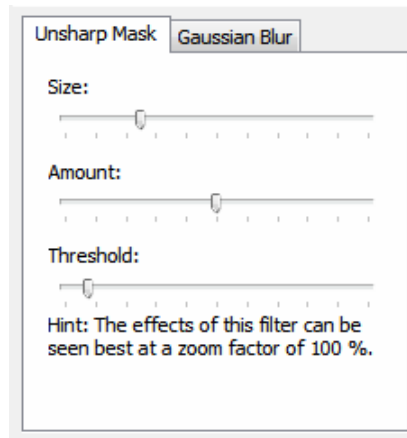 Unsharp Mask Gaussian Blur
Size:
Amount:
Threshold:
Hint: The effects of this filter can be
seen best at a zoom factor of 100 %.